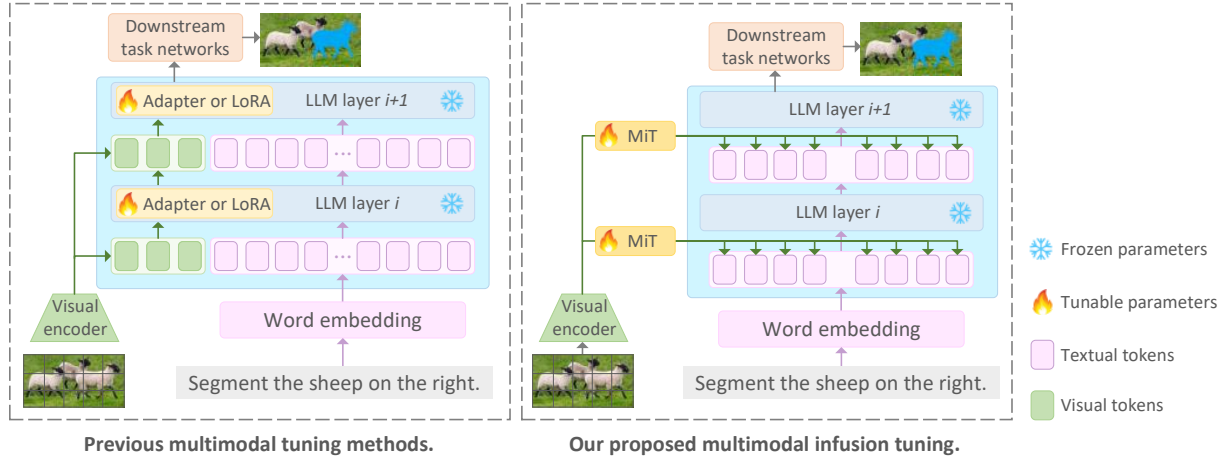 Downstream
task networks
Adapter or LoRA
LLM layer i+1
...
Adapter or LoRA
LLM layer i
...
Visual
encoder
Word embedding
Segment the sheep on the right.
Previous multimodal tuning methods.
Downstream
task networks
LLM layer i+1
MiT
LLM layer i
MiT
Visual
encoder
Word embedding
Segment the sheep on the right.
Our proposed multimodal infusion tuning.
Frozen parameters
Tunable parameters
Textual tokens
Visual tokens